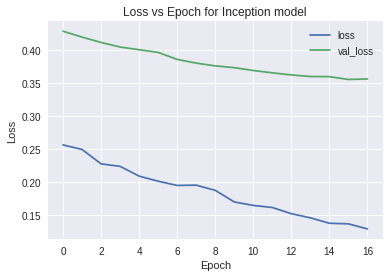 Loss vs Epoch for Inception model
loss
val_loss
0.40
0.35
0.30
0.25
0.20
0.15
Loss
0 2 4 6 8 10 12 14 16
Epoch